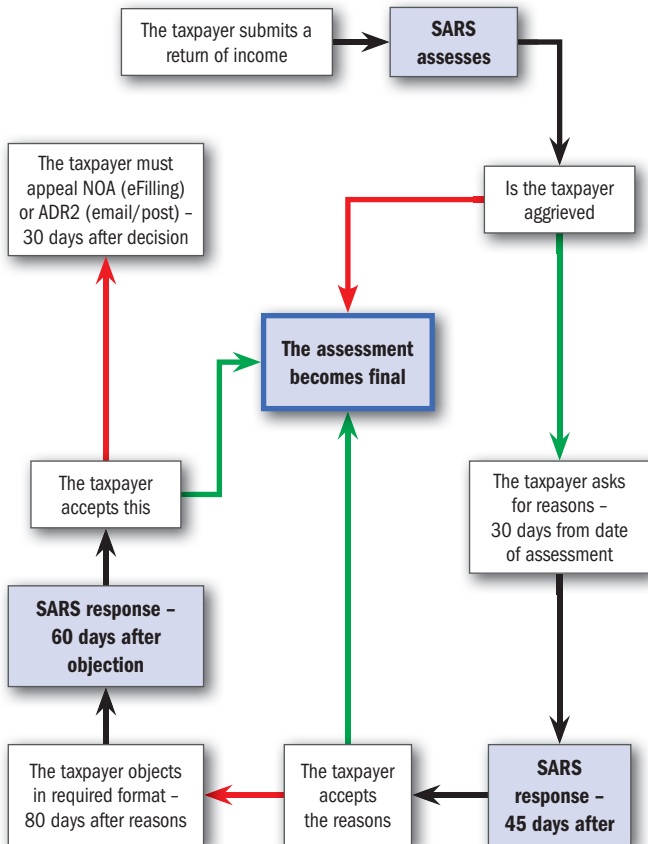 The taxpayer submits a
return of income
SARS
assesses
Is the taxpayer
aggrieved
The taxpayer must
appeal NOA (eFilling)
or ADR2 (email/post) –
30 days after decision
The assessment
becomes final
The taxpayer
accepts this
The taxpayer asks
for reasons –
30 days from date
of assessment
SARS response –
60 days after
objection
The taxpayer objects
in required format –
80 days after reasons
The taxpayer
accepts
the reasons
SARS
response –
45 days after